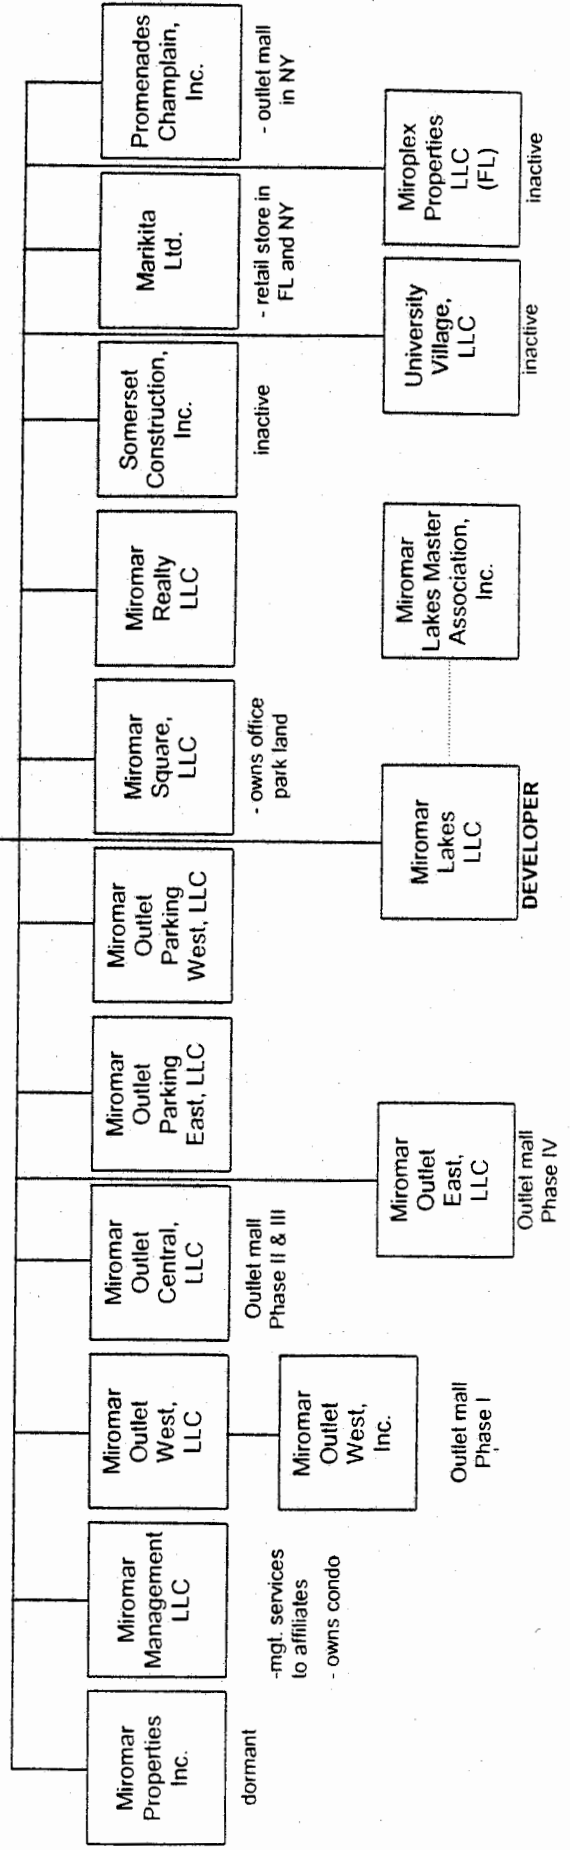 Miromar
Properties
Inc.
dormant
Miromar
Management
LLC
-mgt. services
to affiliates
- owns condo
Miromar
Outlet
West,
LLC
Miromar
Outlet
West,
Inc.
Outlet mall
Phase I
Miromar
Outlet
Central,
LLC
Outlet mall
Phase II & III
Miromar
Outlet
East,
LLC
Outlet mall
Phase IV
Miromar
Outlet
Parking
East, LLC
Miromar
Outlet
Parking
West, LLC
Miromar
Lakes
LLC
DEVELOPER
Miromar
Square,
LLC
- owns office
park land
Miromar
Realty
LLC
Miromar
Lakes Master
Association,
Inc.
Somerset
Construction,
Inc.
inactive
University
Village,
LLC
inactive
Marikita
Ltd.
- retail store in
FL and NY
Miroplex
Properties
LLC
(FL)
inactive
Promenades
Champlain,
Inc.
- outlet mall
in NY